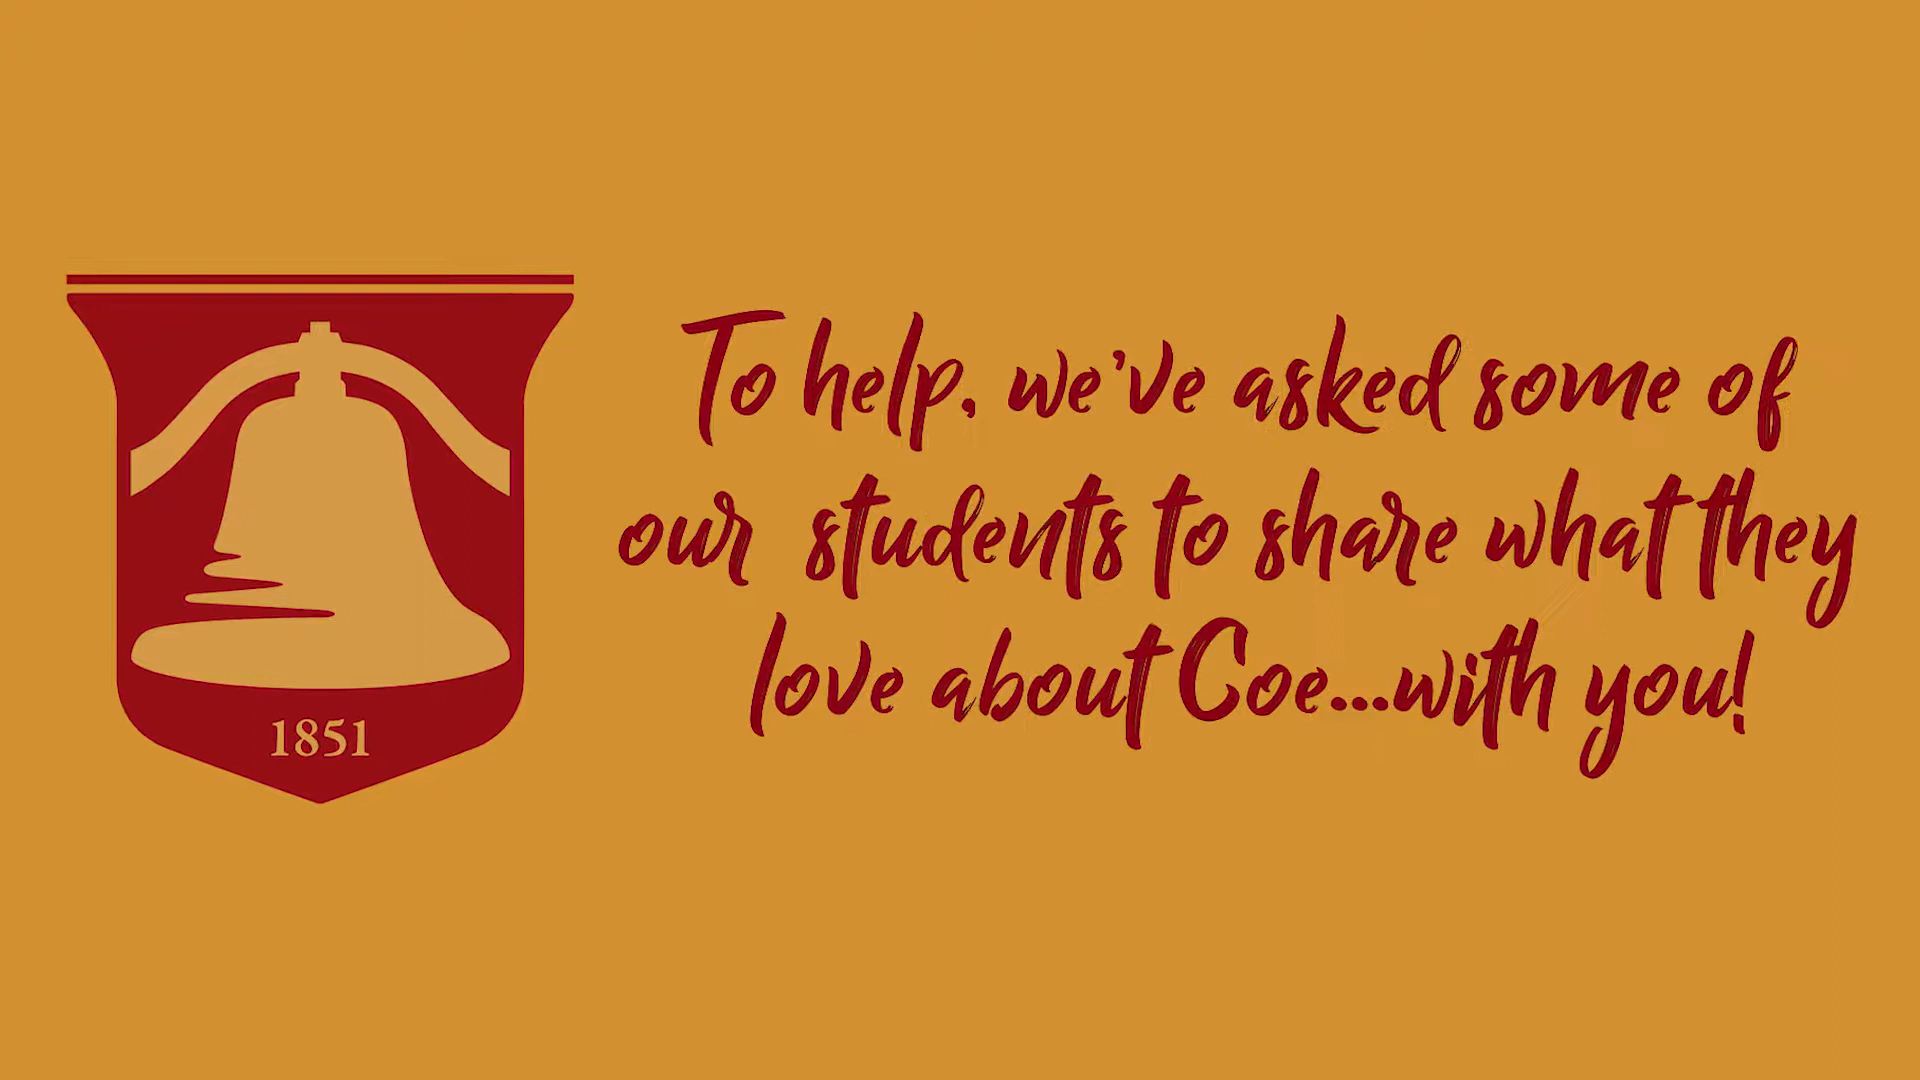 To help, we've asked some of
our students to share what they
love about Coe...with you!
1851